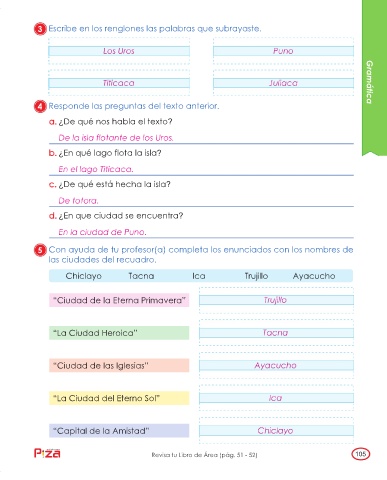 3 Escribe en los renglones las palabras que subrayaste.
Los Uros Puno
Titicaca Juliaca
Gramática
4 Responde las preguntas del texto anterior.
a. ¿De qué nos habla el texto?
De la isla flotante de los Uros.
b. ¿En qué lago flota la isla?
En el lago Titicaca.
c. ¿De qué está hecha la isla?
De totora.
d. ¿En que ciudad se encuentra?
En la ciudad de Puno.
5 Con ayuda de tu profesor(a) completa los enunciados con los nombres de
las ciudades del recuadro.
Chiclayo Tacna Ica Trujillo Ayacucho
“Ciudad de la Eterna Primavera” Trujillo
“La Ciudad Heroica” Tacna
“Ciudad de las Iglesias” Ayacucho
“La Ciudad del Eterno Sol” Ica
“Capital de la Amistad” Chiclayo
Revisa tu Libro de Área (pág. 51 - 52) 105